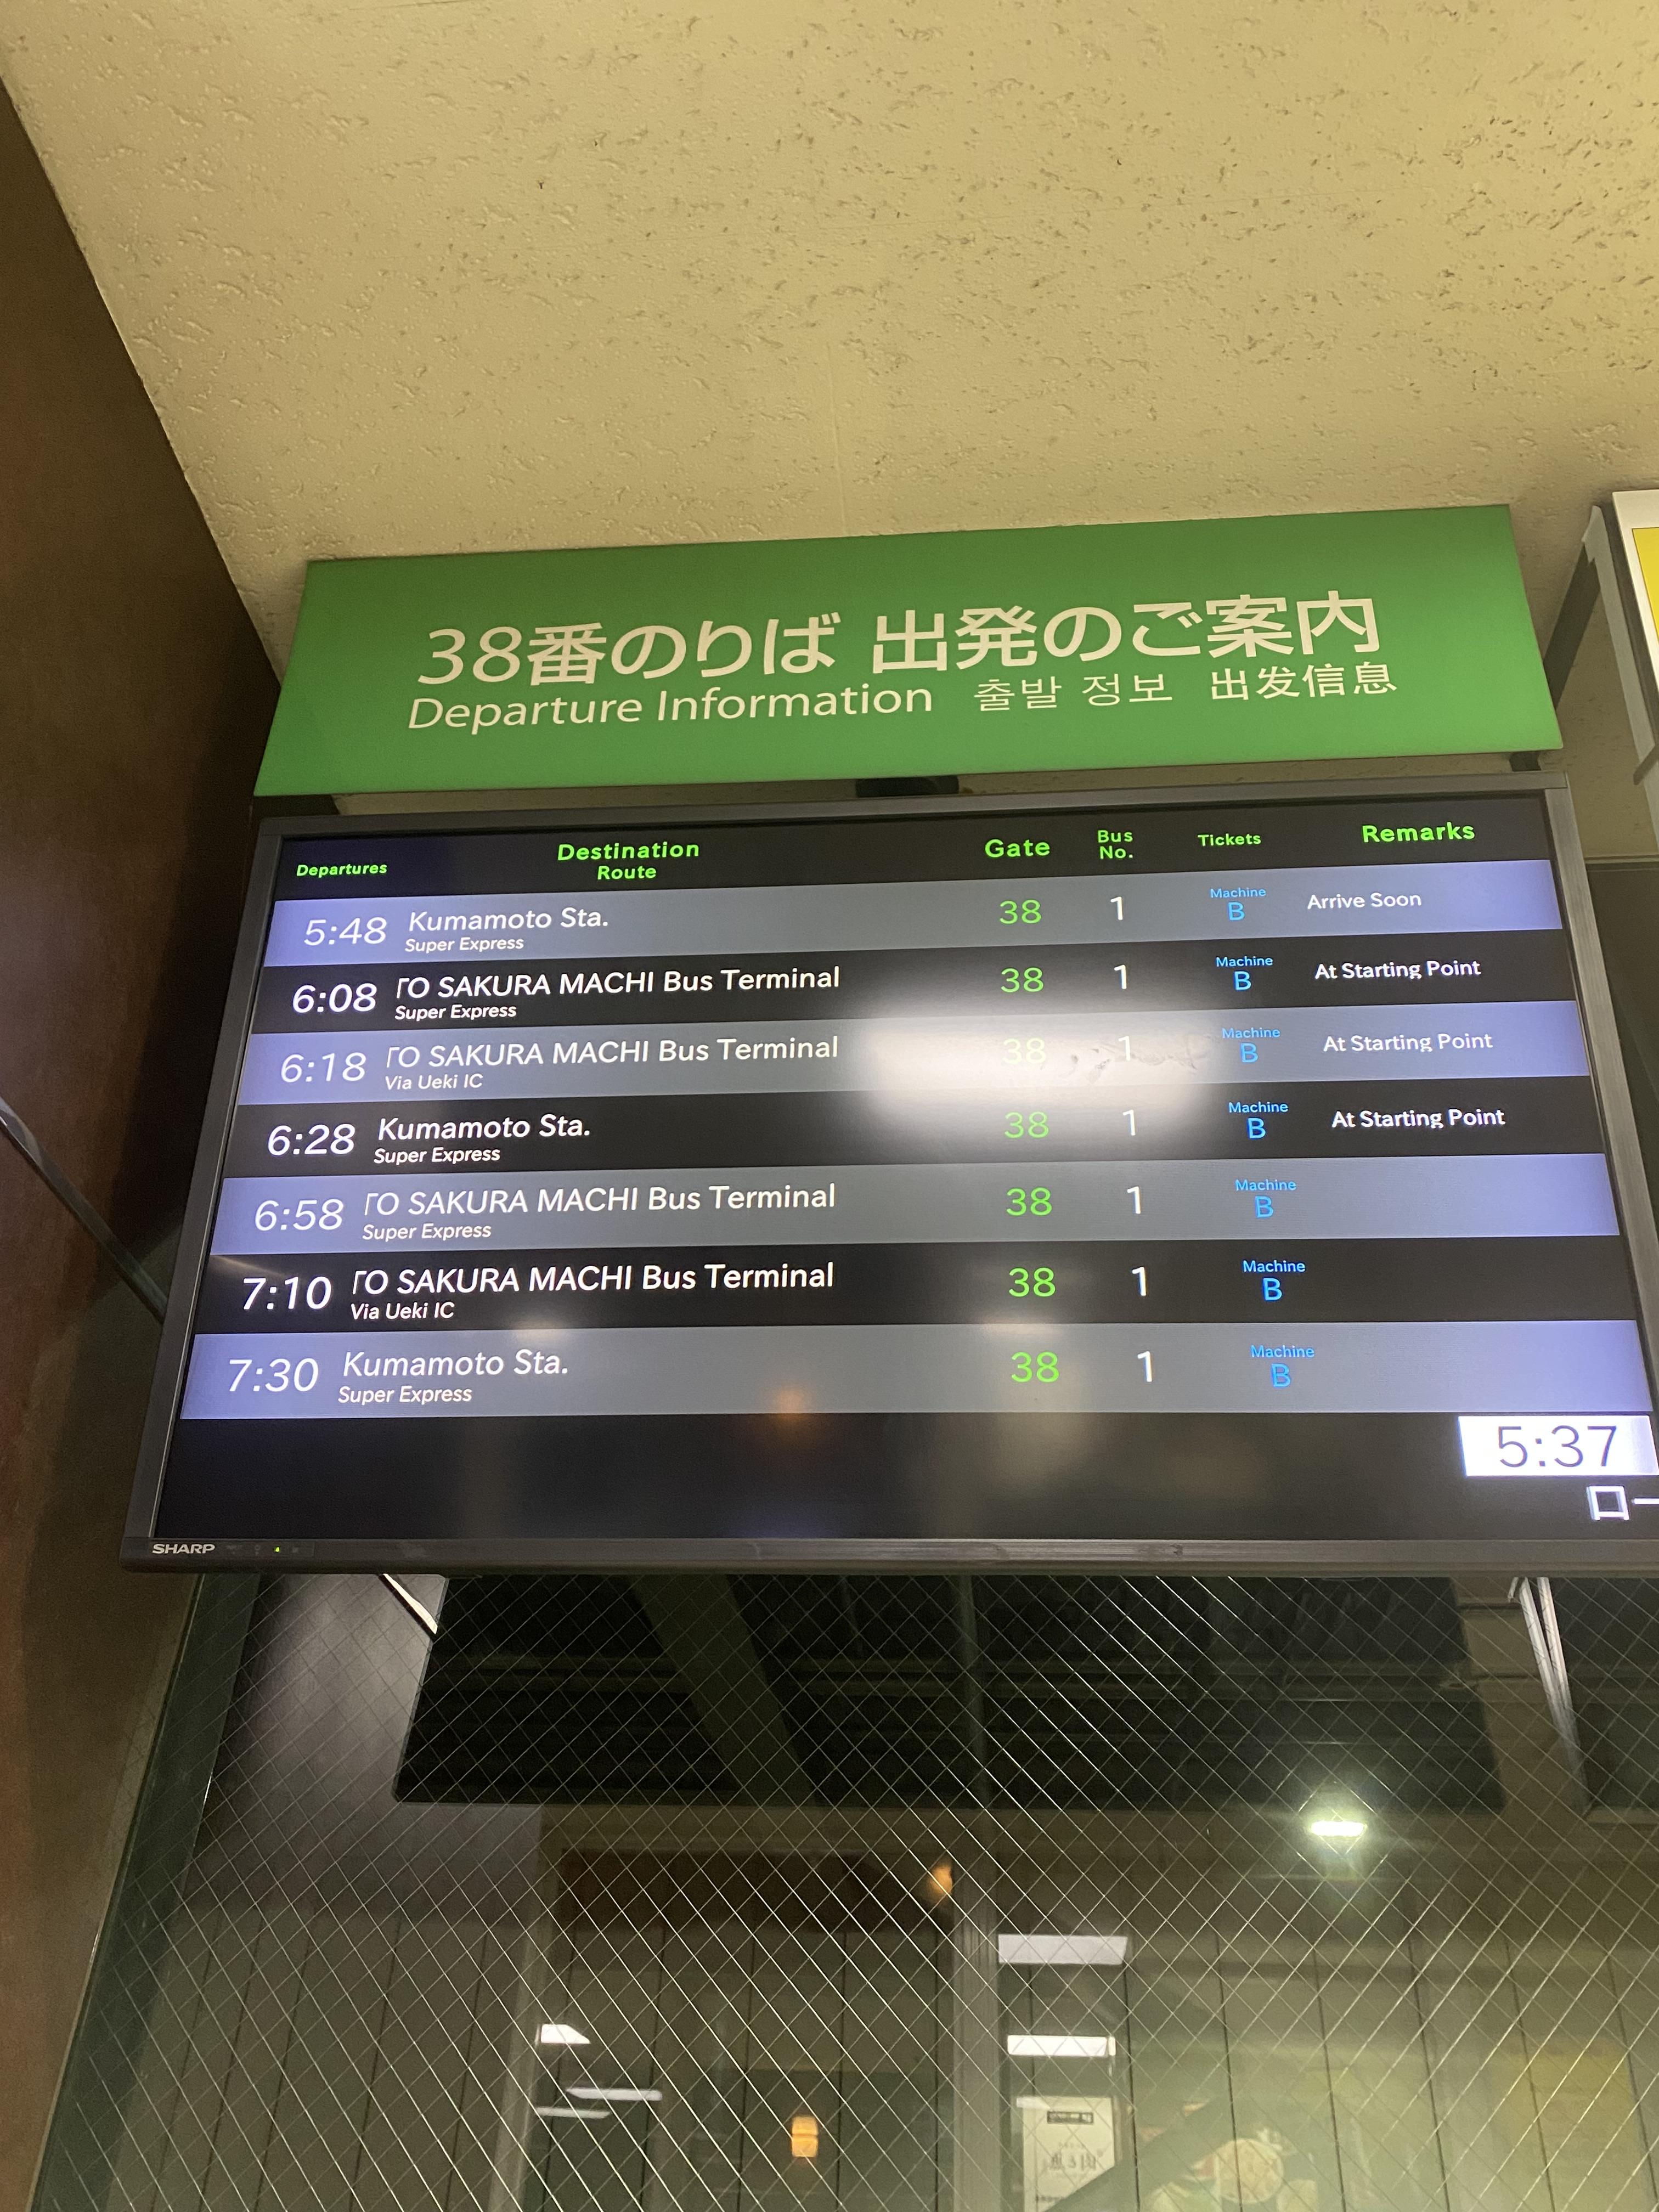 38番のりば 出発のご案内
Departure Information 출발 정보 出发信息
Departures Destination Route Gate Bus No. Tickets Remarks
5:48 Kumamoto Sta. 38 1 Machine B Arrive Soon
Super Express
6:08 TO SAKURA MACHI Bus Terminal 38 1 Machine B At Starting Point
Super Express
6:18 TO SAKURA MACHI Bus Terminal 38 1 Machine B At Starting Point
Via Ueki IC
6:28 Kumamoto Sta. 38 1 Machine B At Starting Point
Super Express
6:58 TO SAKURA MACHI Bus Terminal 38 1 Machine B
Super Express
7:10 TO SAKURA MACHI Bus Terminal 38 1 Machine B
Via Ueki IC
7:30 Kumamoto Sta. 38 1 Machine B
Super Express
5:37
SHARP